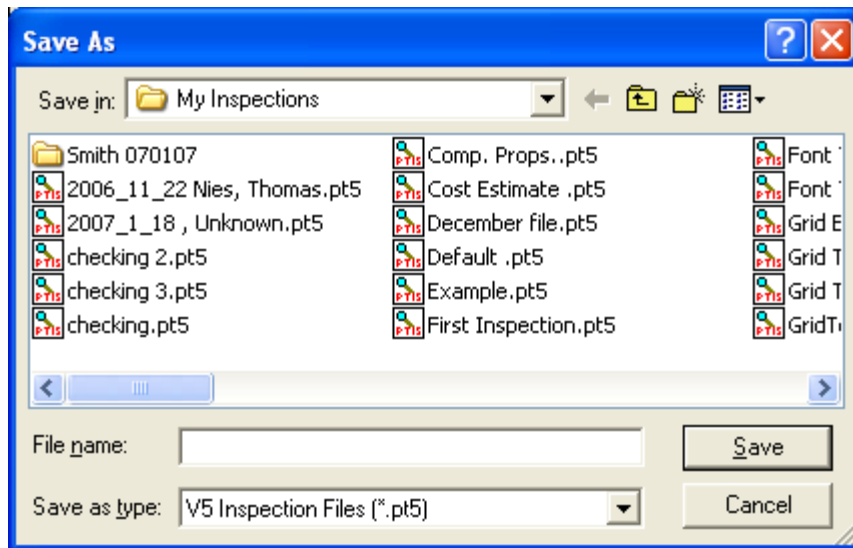 Save As
Save in: My Inspections
Smith 070107
2006_11_22 Nies, Thomas.pt5
2007_1_18 , Unknown.pt5
checking 2.pt5
checking 3.pt5
checking.pt5
Comp. Props..pt5
Cost Estimate .pt5
December file.pt5
Default .pt5
Example.pt5
First Inspection.pt5
Font
Font
Grid E
Grid T
Grid T
GridT
File name:
Save
Save as type: V5 Inspection Files (*.pt5)
Cancel